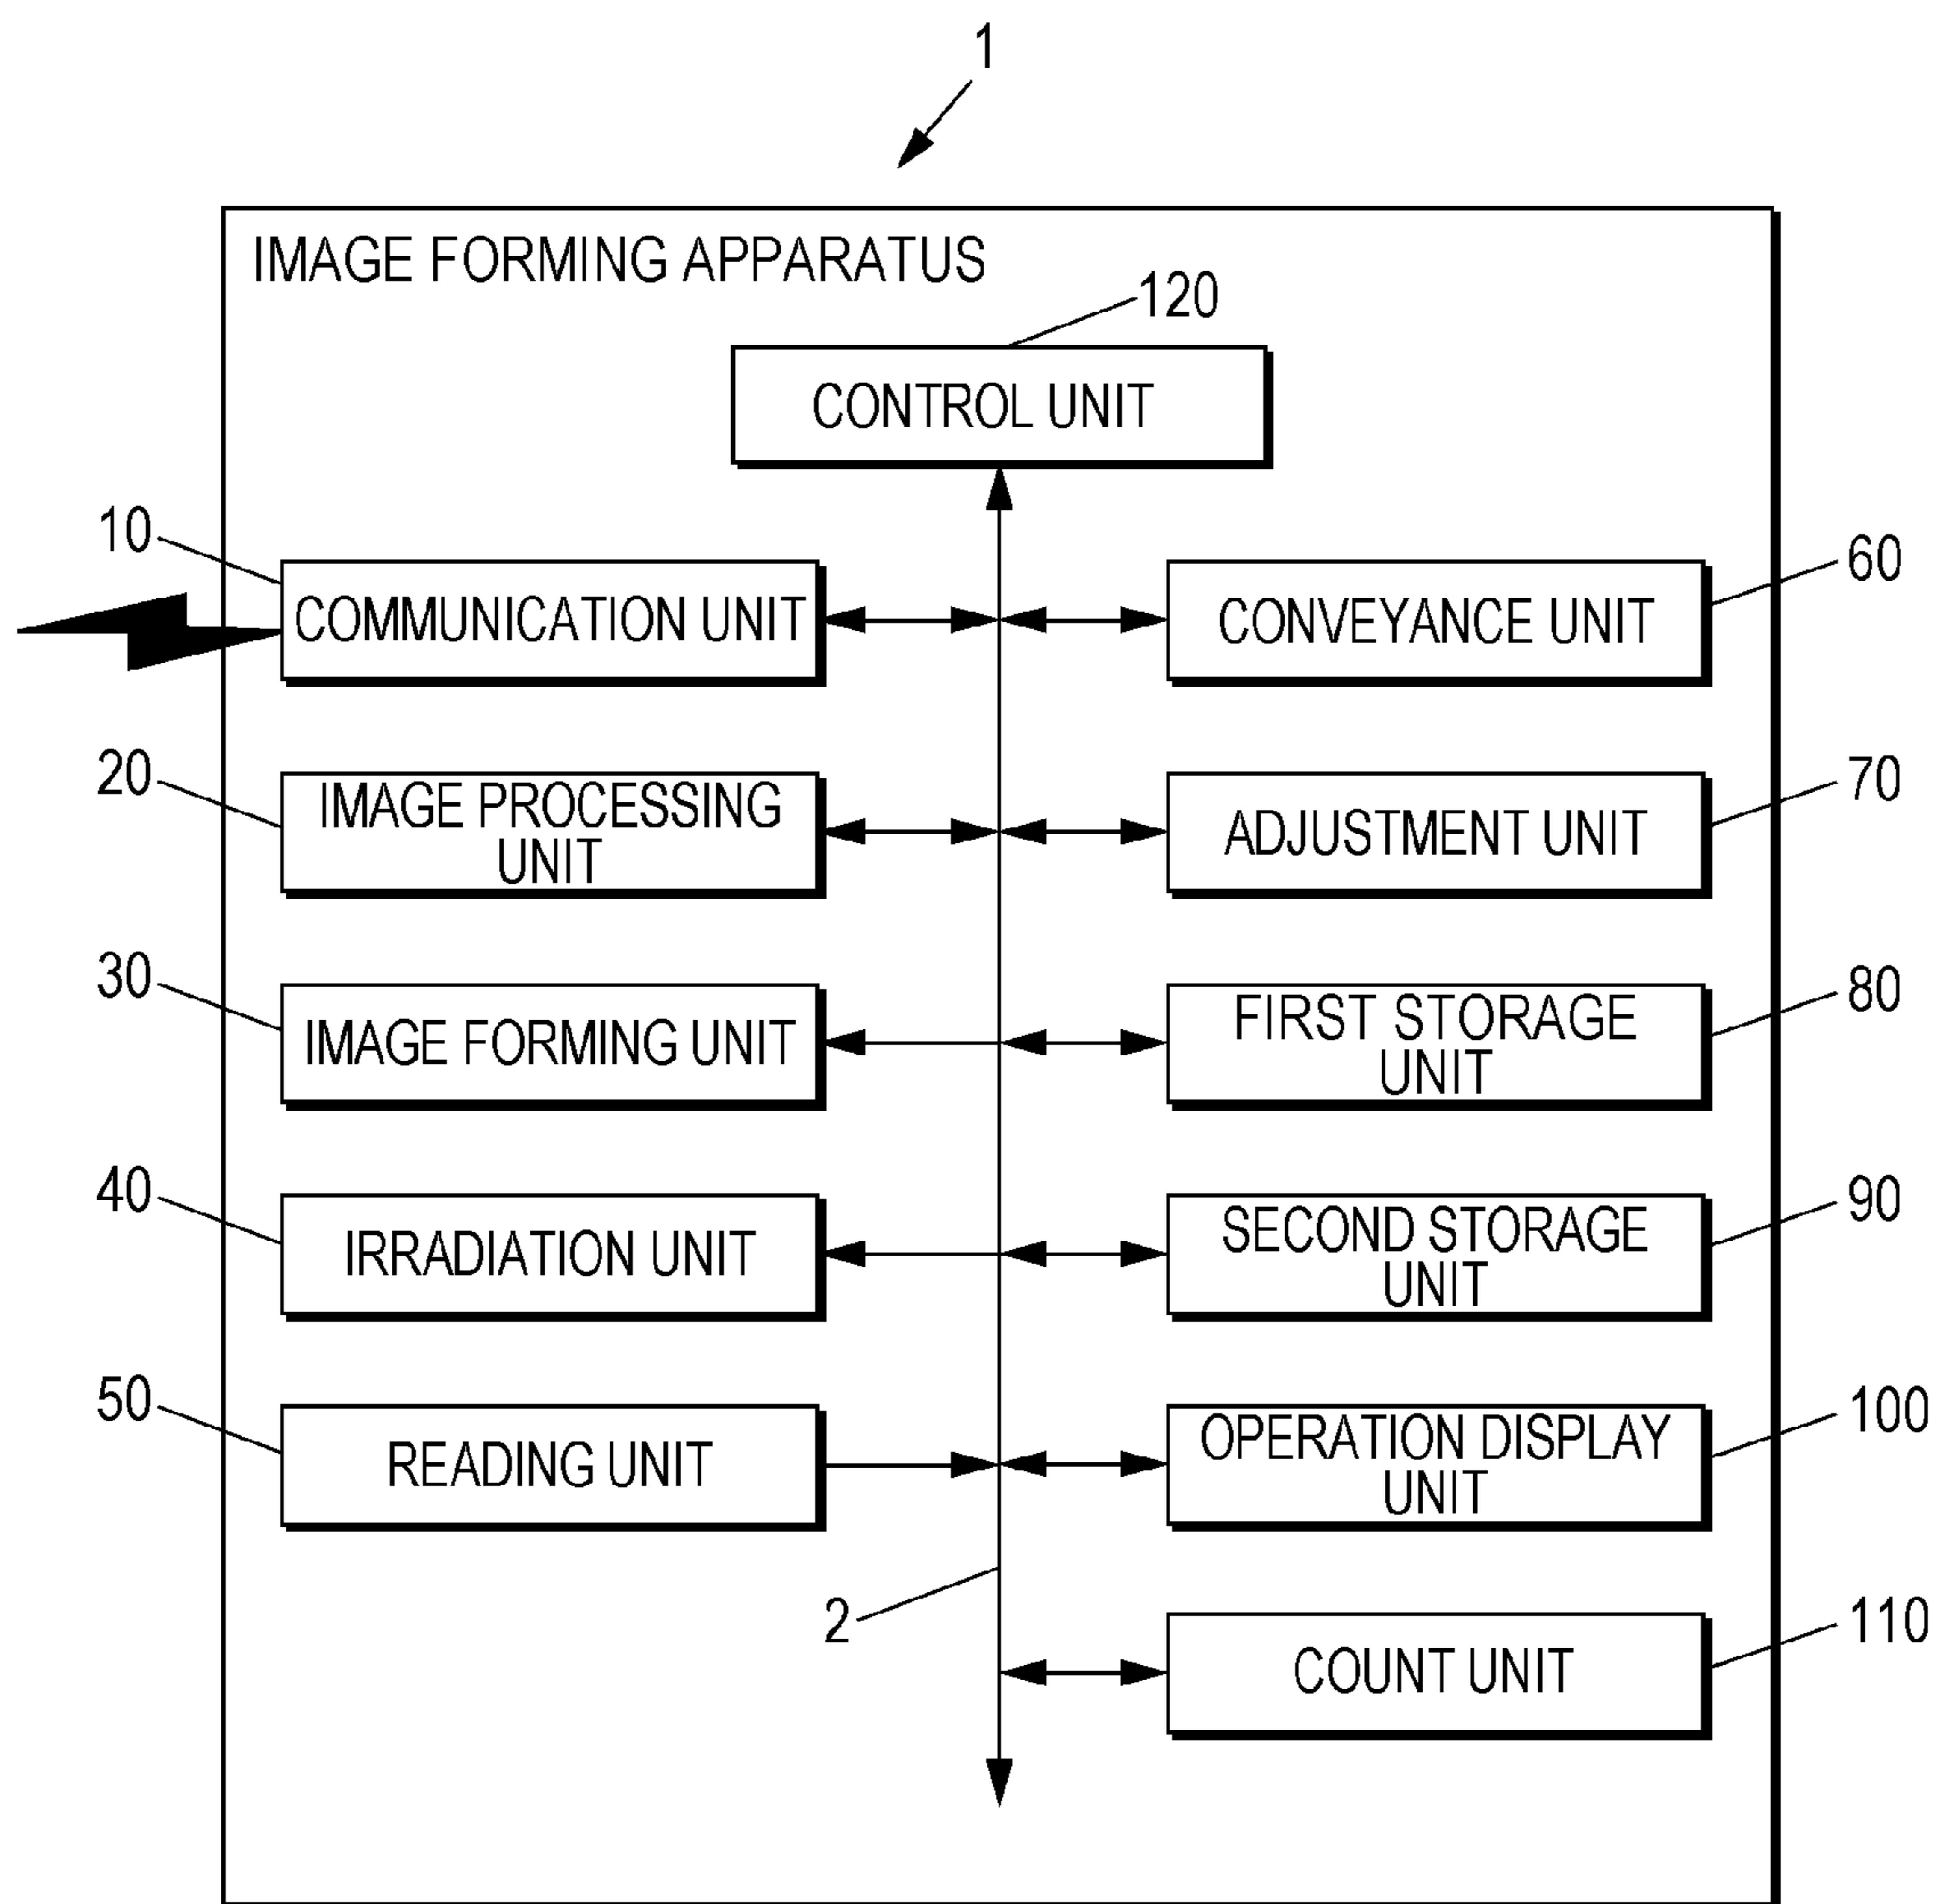 1
IMAGE FORMING APPARATUS
120
CONTROL UNIT
10
COMMUNICATION UNIT
60
CONVEYANCE UNIT
20
IMAGE PROCESSING
UNIT
70
ADJUSTMENT UNIT
30
IMAGE FORMING UNIT
80
FIRST STORAGE
UNIT
40
IRRADIATION UNIT
90
SECOND STORAGE
UNIT
50
READING UNIT
100
OPERATION DISPLAY
UNIT
2
110
COUNT UNIT